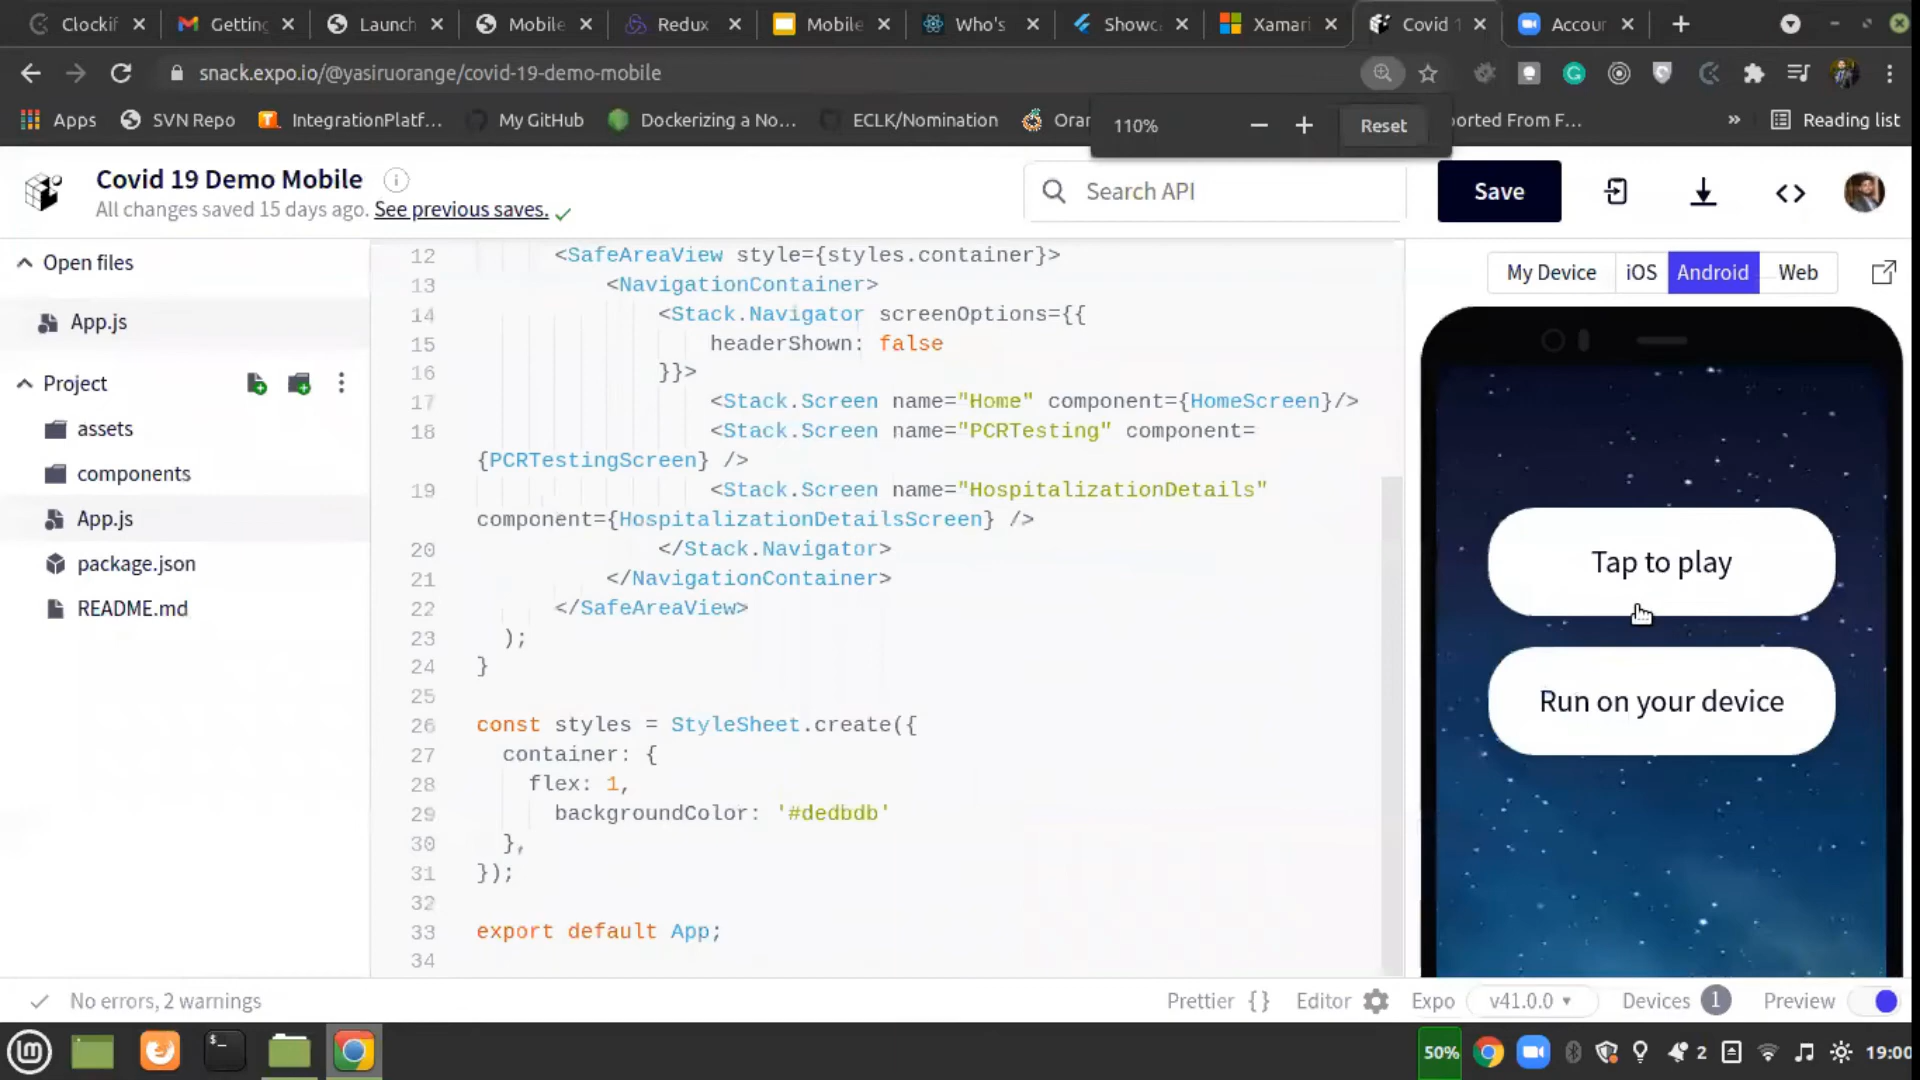 Clockif
Getting
Launch
Mobile
Redux
Mobile
Who's
Showc
Xamari
Covid 1
Accour
snack.expo.io/@yasiruorange/covid-19-demo-mobile
Apps
SVN Repo
IntegrationPlatf...
My GitHub
Dockerizing a No...
ECLK/Nomination
Orar
110%
Reset
orted From F...
»
Reading list
Covid 19 Demo Mobile
All changes saved 15 days ago. See previous saves.
Search API
Save
Open files
App.js
Project
assets
components
App.js
package.json
README.md
12 <SafeAreaView style={styles.container}>
13 <NavigationContainer>
14 <Stack.Navigator screenOptions={{
15 headerShown: false
16 }}>
17 <Stack.Screen name="Home" component={HomeScreen}/>
18 <Stack.Screen name="PCRTesting" component=
{PCRTestingScreen} />
19 <Stack.Screen name="HospitalizationDetails"
component={HospitalizationDetailsScreen} />
20 </Stack.Navigator>
21 </NavigationContainer>
22 </SafeAreaView>
23 );
24 }
25
26 const styles = StyleSheet.create({
27 container: {
28 flex: 1,
29 backgroundColor: '#dedbdb'
30 },
31 });
32
33 export default App;
34
My Device
iOS
Android
Web
Tap to play
Run on your device
No errors, 2 warnings
Prettier {}
Editor
Expo
v41.0.0
Devices 1
Preview
50%
2
19:00